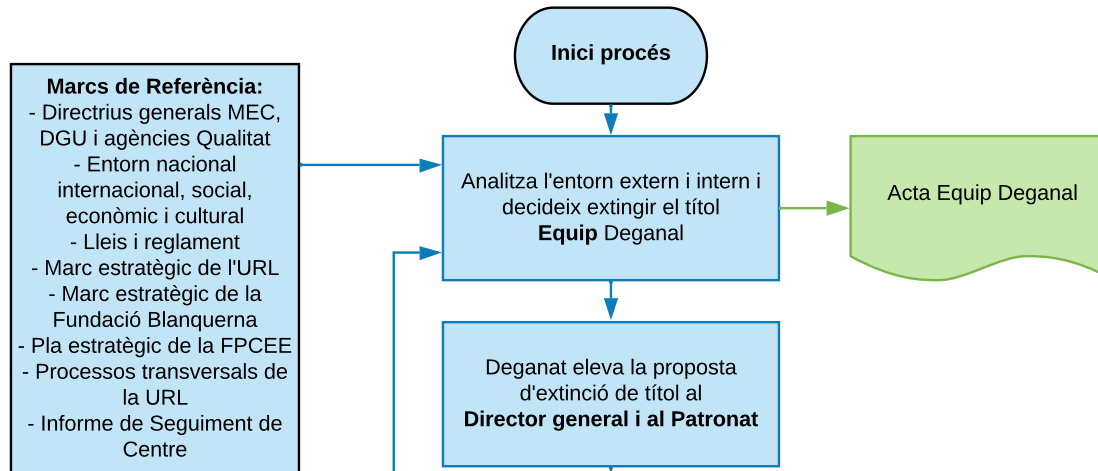 Inici procés
Marcs de Referència:
- Directrius generals MEC,
DGU i agències Qualitat
- Entorn nacional
internacional, social,
econòmic i cultural
- Lleis i reglament
- Marc estratègic de l'URL
- Marc estratègic de la
Fundació Blanquerna
- Pla estratègic de la FPCEE
- Processos transversals de
la URL
- Informe de Seguiment de
Centre
Analitza l'entorn extern i intern i
decideix extingir el títol
Equip Deganal
Acta Equip Deganal
Deganat eleva la proposta
d'extinció de títol al
Director general i al Patronat